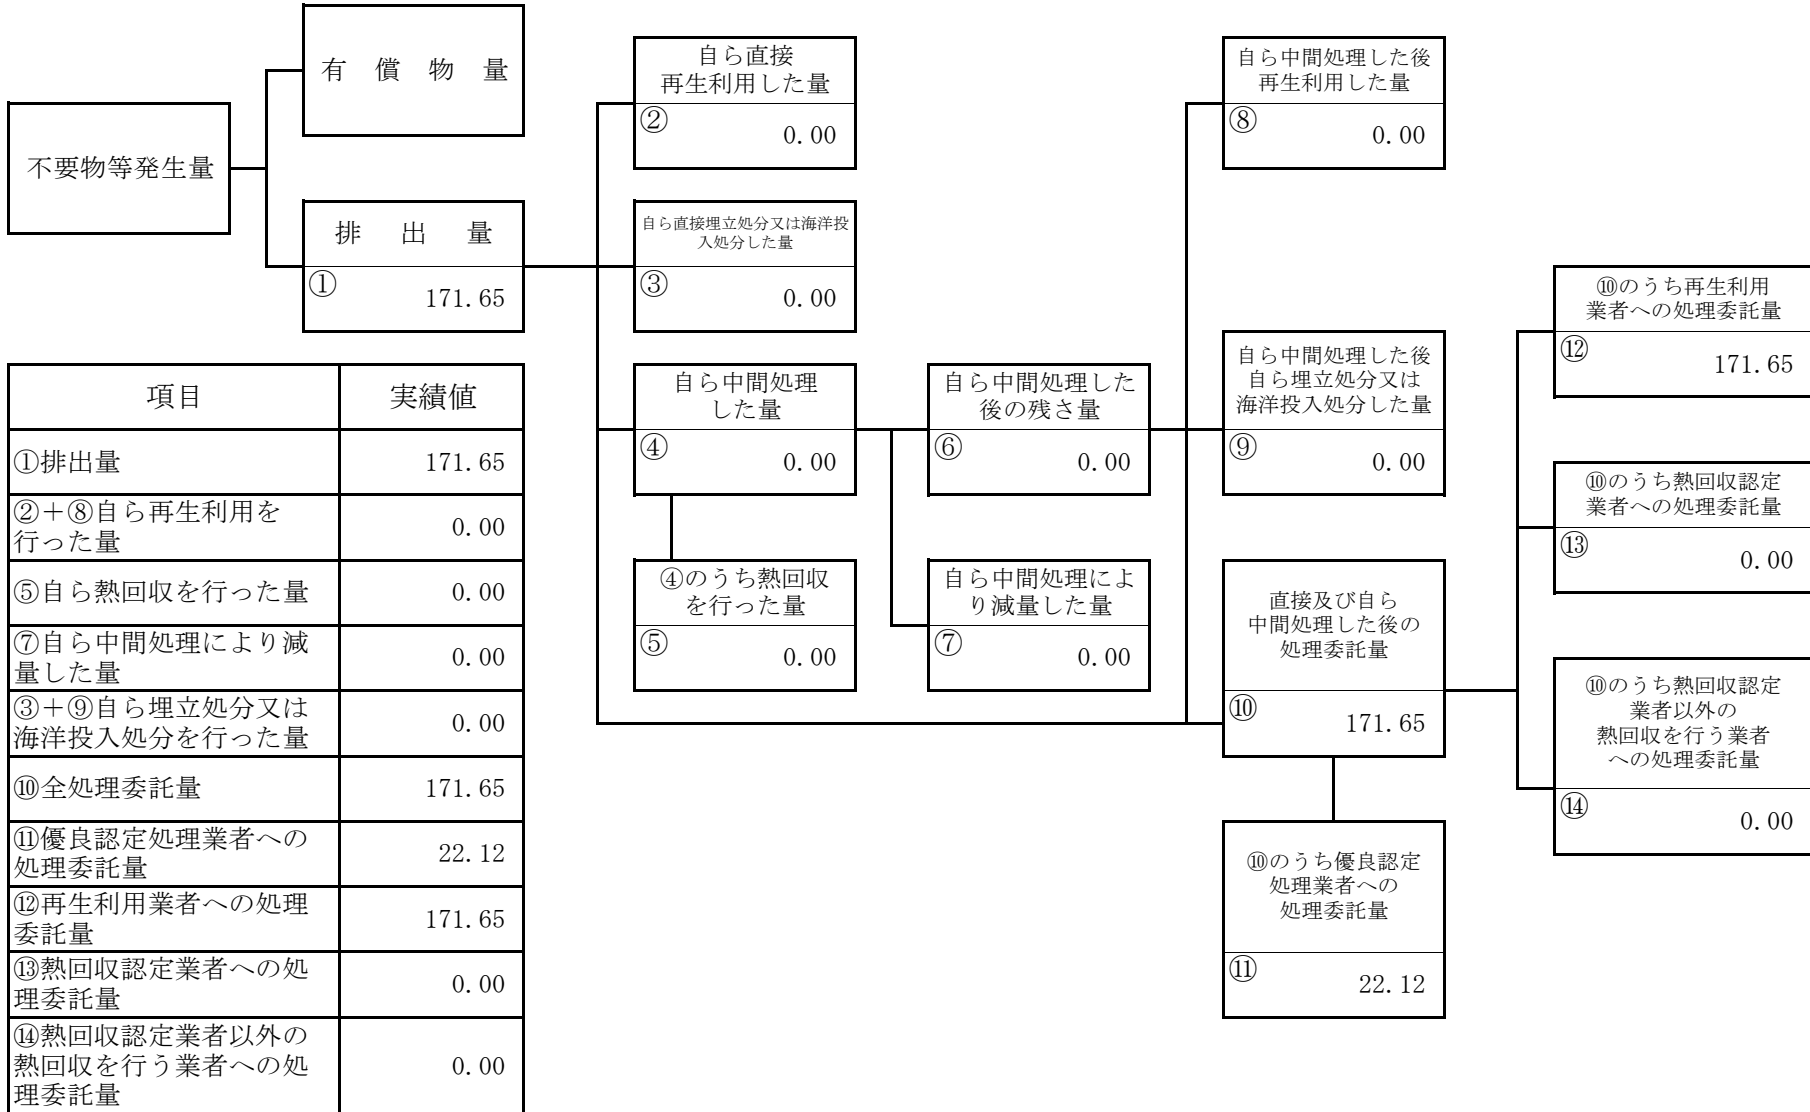 有 償 物 量
不要物等発生量
排 出 量
① 171.65
自ら直接
再生利用した量
② 0.00
自ら直接埋立処分又は海洋投
入処分した量
③ 0.00
自ら中間処理
した量
④ 0.00
④のうち熱回収
を行った量
⑤ 0.00
自ら中間処理した
後の残さ量
⑥ 0.00
自ら中間処理によ
り減量した量
⑦ 0.00
自ら中間処理した後
再生利用した量
⑧ 0.00
自ら中間処理した後
自ら埋立処分又は
海洋投入処分した量
⑨ 0.00
直接及び自ら
中間処理した後の
処理委託量
⑩ 171.65
⑩のうち優良認定
処理業者への
処理委託量
⑪ 22.12
⑩のうち再生利用
業者への処理委託量
⑫ 171.65
⑩のうち熱回収認定
業者への処理委託量
⑬ 0.00
⑩のうち熱回収認定
業者以外の
熱回収を行う業者
への処理委託量
⑭ 0.00
項目 実績値
①排出量 171.65
②+⑧自ら再生利用を
行った量 0.00
⑤自ら熱回収を行った量 0.00
⑦自ら中間処理により減
量した量 0.00
③+⑨自ら埋立処分又は
海洋投入処分を行った量 0.00
⑩全処理委託量 171.65
⑪優良認定処理業者への
処理委託量 22.12
⑫再生利用業者への処理
委託量 171.65
⑬熱回収認定業者への処
理委託量 0.00
⑭熱回収認定業者以外の
熱回収を行う業者への処
理委託量 0.00